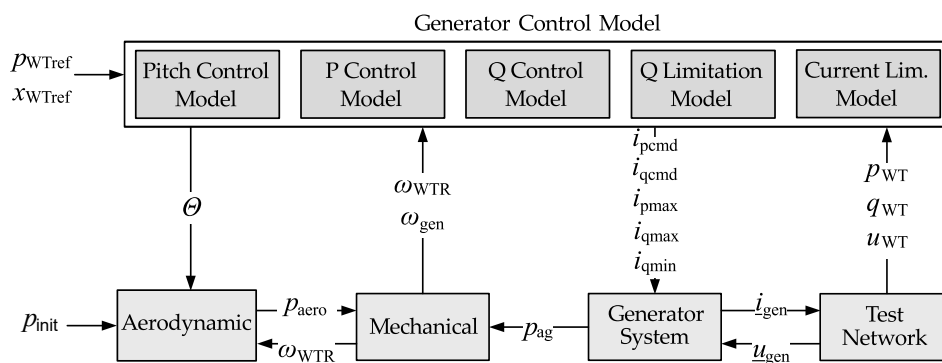 Generator Control Model
p_WTref
x_WTref
Pitch Control
Model
P Control
Model
Q Control
Model
Q Limitation
Model
Current Lim.
Model
Θ
ω_WTR
ω_gen
i_pcmd
i_qcmd
i_pmax
i_qmax
i_qmin
p_WT
q_WT
u_WT
p_init
Aerodynamic
p_aero
ω_WTR
Mechanical
p_ag
Generator
System
i_gen
u_gen
Test
Network